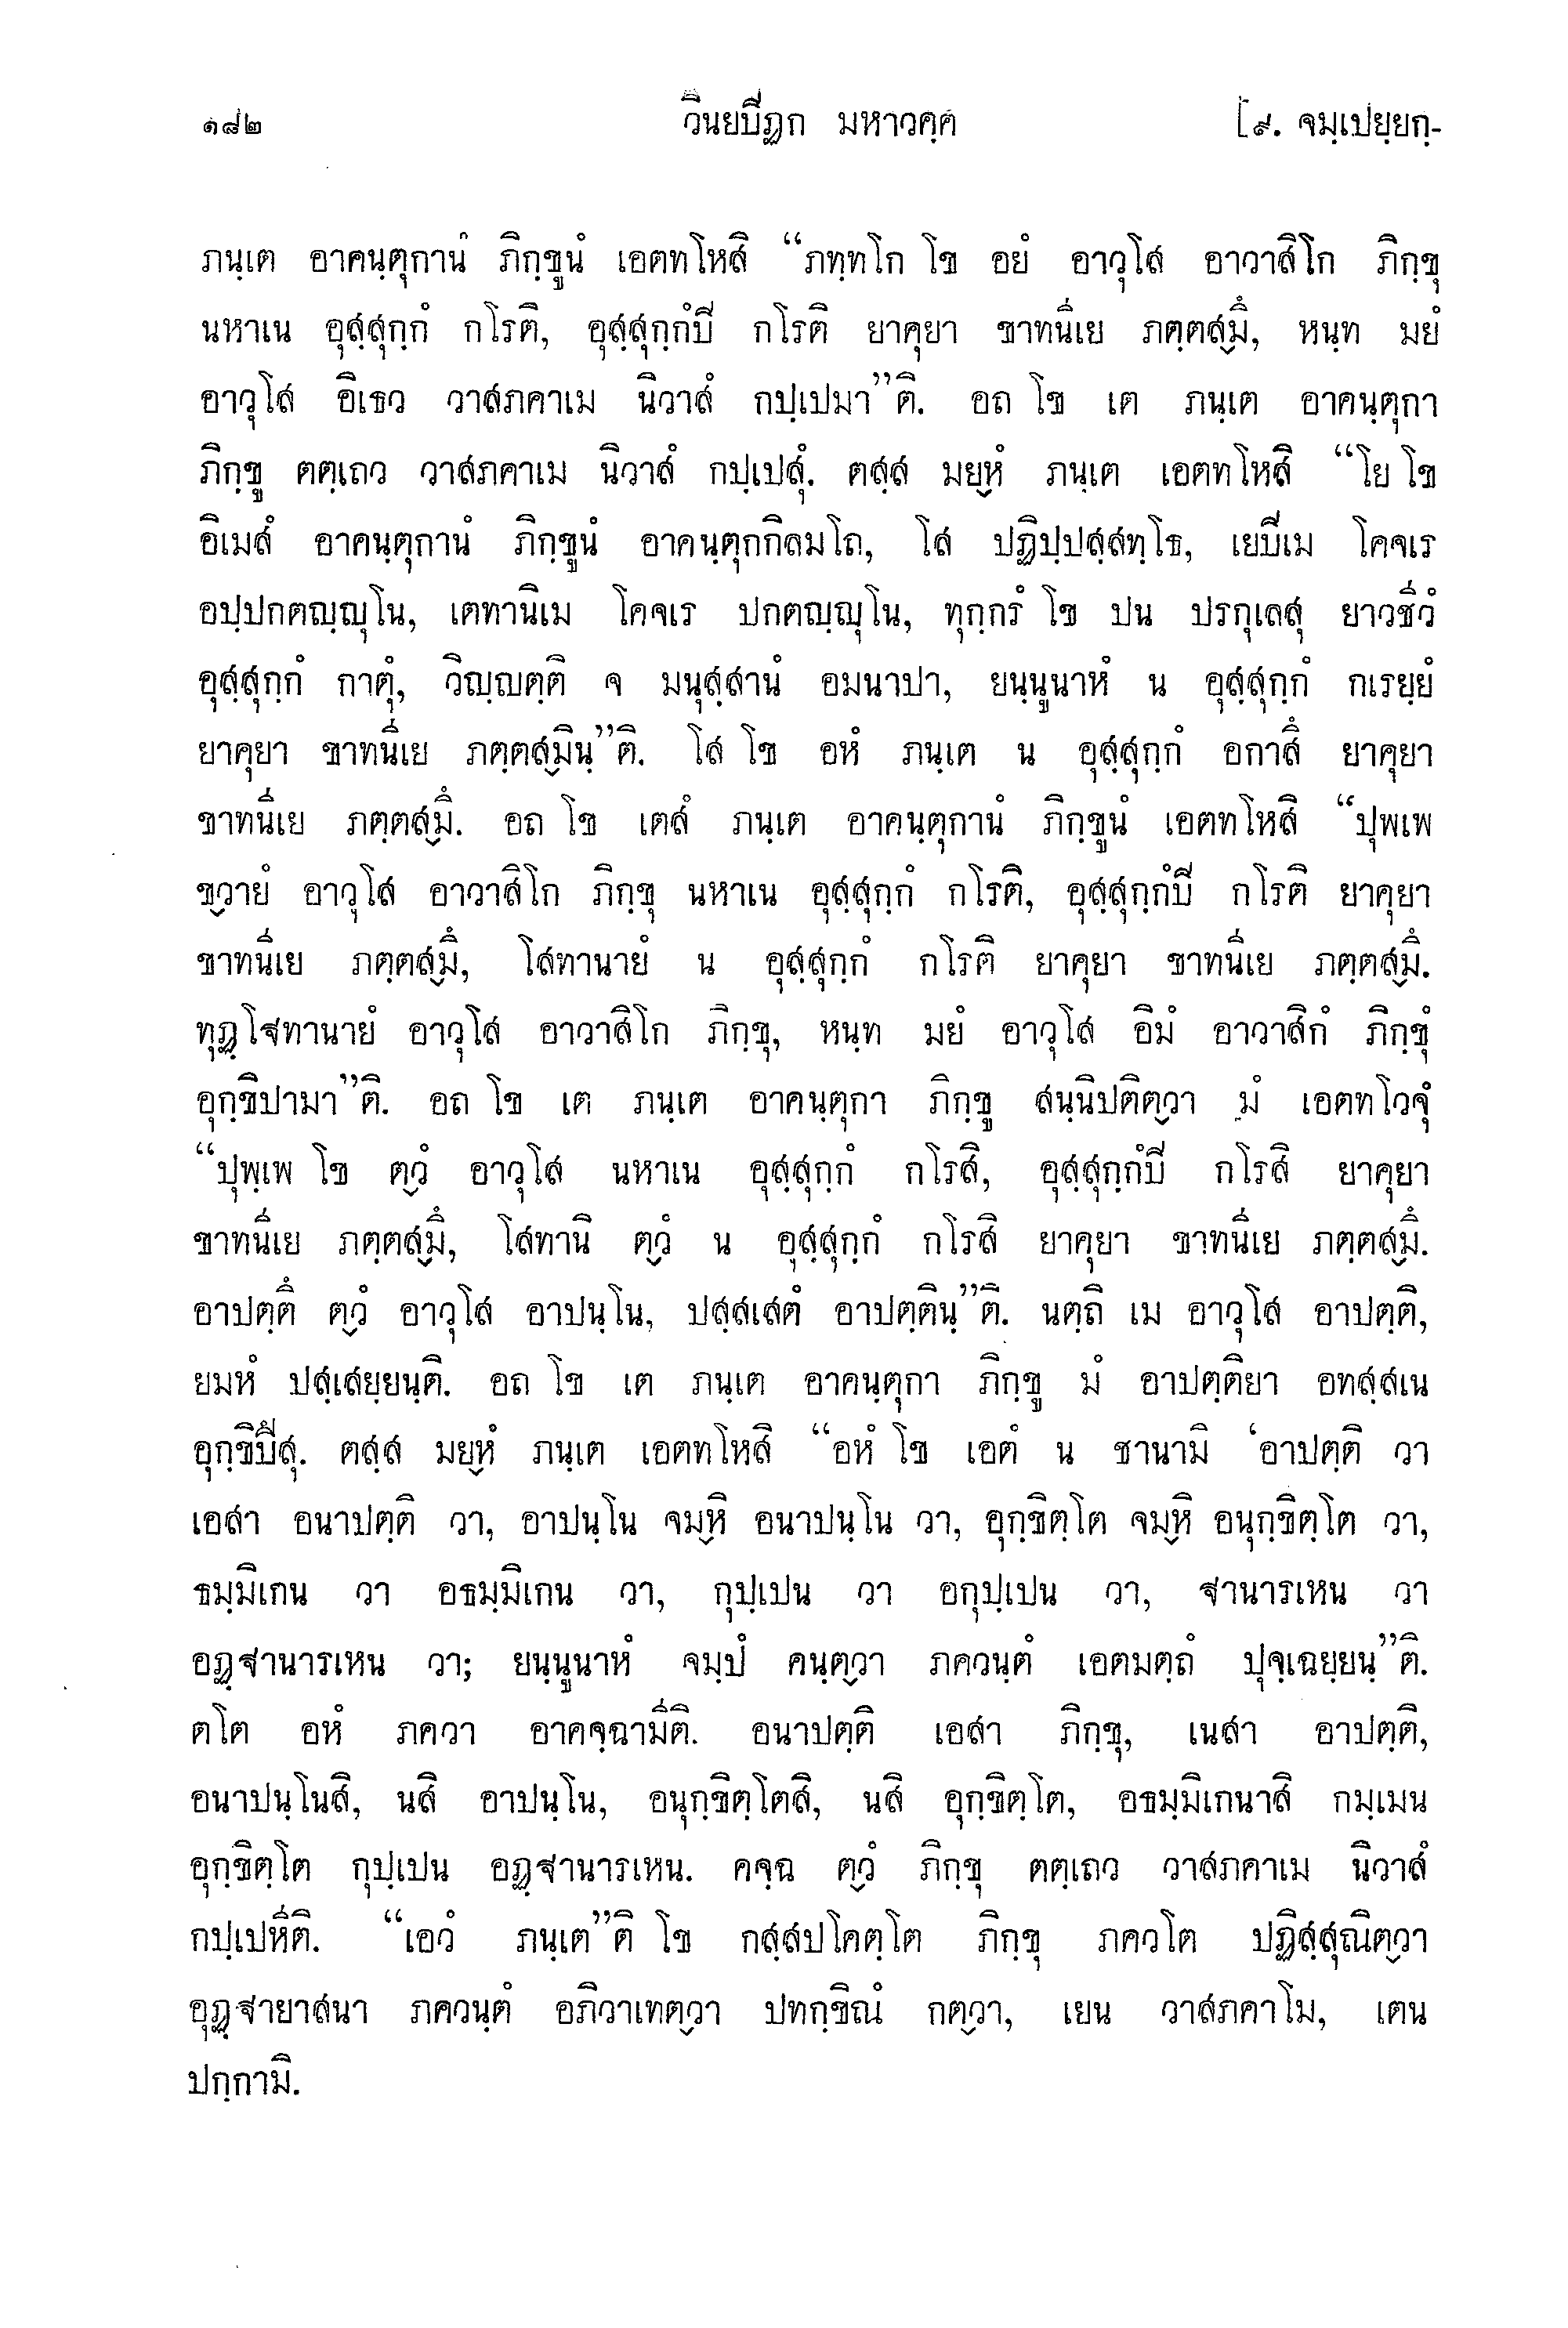 ๑๘๒ วินยปิฏก มหาวคฺค [๙. จมฺเปยฺยกฺ-
ภนฺเต อาคนฺตุกานํ ภิกฺขูนํ เอตทโหสิ “ภทฺทโก โข อยํ อาวุโส อาวาสิโก ภิกฺขุ
นหาเน อุสฺสุกฺกํ กโรติ, อุสฺสุกฺกํปิ กโรติ ยาคุยา ขาทนีเย ภตฺตส๎มึ, หนฺท มยํ
อาวุโส อิเธว วาสภคาเม นิวาสํ กปฺเปมา”ติ. อถ โข เต ภนฺเต อาคนฺตุกา
ภิกฺขู ตตฺเถว วาสภคาเม นิวาสํ กปฺเปสุํ. ตสฺส มย๎หํ ภนฺเต เอตทโหสิ “โย โข
อิเมสํ อาคนฺตุกานํ ภิกฺขูนํ อาคนฺตุกกิลมโถ, โส ปฏิปฺปสฺสทฺโธ, เยปิเม โคจเร
อปฺปกตญฺญุโน, เตทานิเม โคจเร ปกตญฺญุโน, ทุกฺกรํ โข ปน ปรกุเลสุ ยาวชีวํ
อุสฺสุกฺกํ กาตุํ, วิญฺญตฺติ จ มนุสฺสานํ อมนาปา, ยนฺนูนาหํ น อุสฺสุกฺกํ กเรยฺยํ
ยาคุยา ขาทนีเย ภตฺตส๎มินฺ”ติ. โส โข อหํ ภนฺเต น อุสฺสุกฺกํ อกาสึ ยาคุยา
ขาทนีเย ภตฺตส๎มึ. อถ โข เตสํ ภนฺเต อาคนฺตุกานํ ภิกฺขูนํ เอตทโหสิ “ปุพเพ
ข๎วายํ อาวุโส อาวาสิโก ภิกฺขุ นหาเน อุสฺสุกฺกํ กโรติ, อุสฺสุกฺกํปิ กโรติ ยาคุยา
ขาทนีเย ภตฺตส๎มึ, โสทานายํ น อุสฺสุกฺกํ กโรติ ยาคุยา ขาทนีเย ภตฺตส๎มึ.
ทุฏฺโฐทานายํ อาวุโส อาวาสิโก ภิกฺขุ, หนฺท มยํ อาวุโส อิมํ อาวาสิกํ ภิกฺขุํ
อุกฺขิปามา”ติ. อถ โข เต ภนฺเต อาคนฺตุกา ภิกฺขู สนฺนิปติต๎วา มํ เอตทโวจุํ
“ปุพฺเพ โข ต๎วํ อาวุโส นหาเน อุสฺสุกฺกํ กโรสิ, อุสฺสุกฺกํปิ กโรสิ ยาคุยา
ขาทนีเย ภตฺตส๎มึ, โสทานิ ต๎วํ น อุสฺสุกฺกํ กโรสิ ยาคุยา ขาทนีเย ภตฺตส๎มึ.
อาปตฺตึ ต๎วํ อาวุโส อาปนฺโน, ปสฺสเสตํ อาปตฺตินฺ”ติ. นตฺถิ เม อาวุโส อาปตฺติ,
ยมหํ ปสฺเสยฺยนฺติ. อถ โข เต ภนฺเต อาคนฺตุกา ภิกฺขู มํ อาปตฺติยา อทสฺสเน
อุกฺขิปึสุ. ตสฺส มย๎หํ ภนฺเต เอตทโหสิ “อหํ โข เอตํ น ชานามิ ‘อาปตฺติ วา
เอสา อนาปตฺติ วา, อาปนฺโน จม๎หิ อนาปนฺโน วา, อุกฺขิตฺโต จม๎หิ อนุกฺขิตฺโต วา,
ธมฺมิเกน วา อธมฺมิเกน วา, กุปฺเปน วา อกุปฺเปน วา, ฐานารเหน วา
อฏฺฐานารเหน วา; ยนฺนูนาหํ จมฺปํ คนฺต๎วา ภควนฺตํ เอตมตฺถํ ปุจฺเฉยฺยนฺ”ติ.
ตโต อหํ ภควา อาคจฺฉามีติ. อนาปตฺติ เอสา ภิกฺขุ, เนสา อาปตฺติ,
อนาปนฺโนสิ, นสิ อาปนฺโน, อนุกฺขิตฺโตสิ, นสิ อุกฺขิตฺโต, อธมฺมิเกนาสิ กมฺเมน
อุกฺขิตฺโต กุปฺเปน อฏฺฐานารเหน. คจฺฉ ต๎วํ ภิกฺขุ ตตฺเถว วาสภคาเม นิวาสํ
กปฺเปหีติ. “เอวํ ภนฺเต”ติ โข กสฺสปโคตฺโต ภิกฺขุ ภควโต ปฏิสฺสุณิต๎วา
อุฏฺฐายาสนา ภควนฺตํ อภิวาเทต๎วา ปทกฺขิณํ กต๎วา, เยน วาสภคาโม, เตน
ปกฺกามิ.